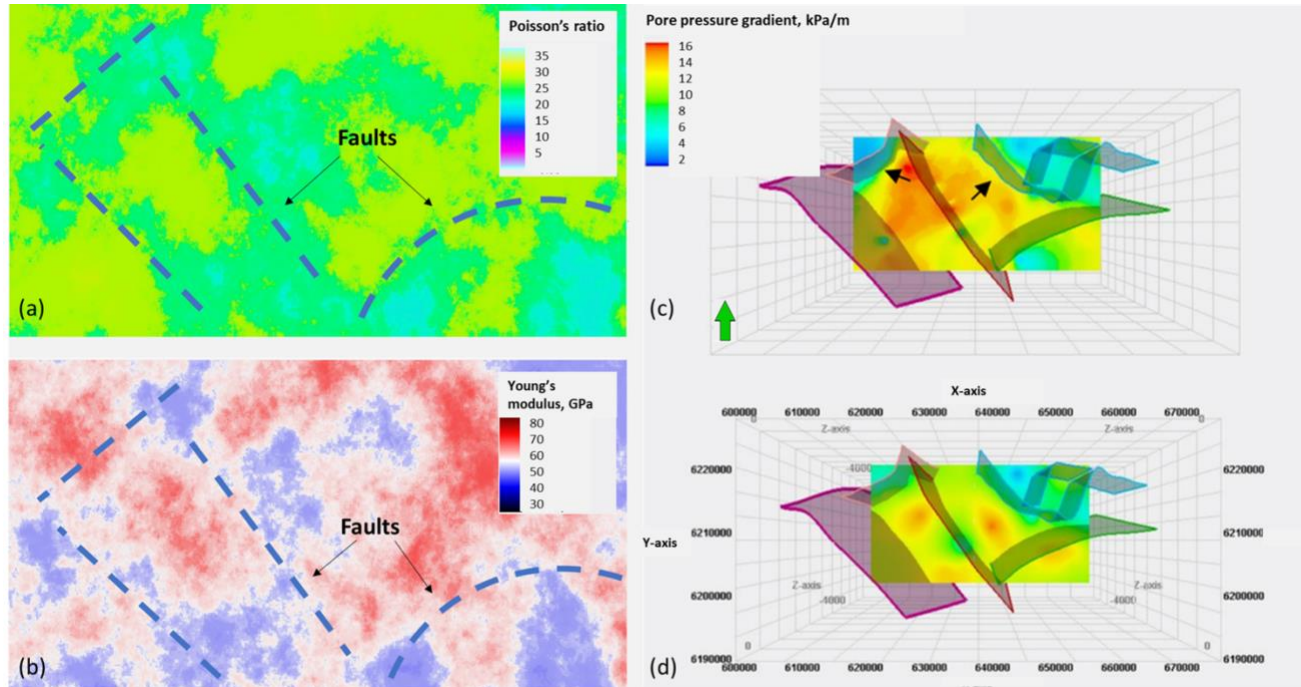 Poisson's ratio
35
30
25
20
15
10
5
Faults
(a)
Young's
modulus, GPa
80
70
60
50
40
30
Faults
(b)
Pore pressure gradient, kPa/m
16
14
12
10
8
6
4
2
(c)
X-axis
600000 610000 620000 630000 640000 650000 660000 670000 0
Z-axis Z-axis
-4000
6220000 6220000
6210000 6210000
Y-axis
Z-axis Z-axis
-4000 -4000
6200000 6200000
(d)
0 0
6190000 6190000
600000 610000 620000 630000 640000 650000 660000 670000